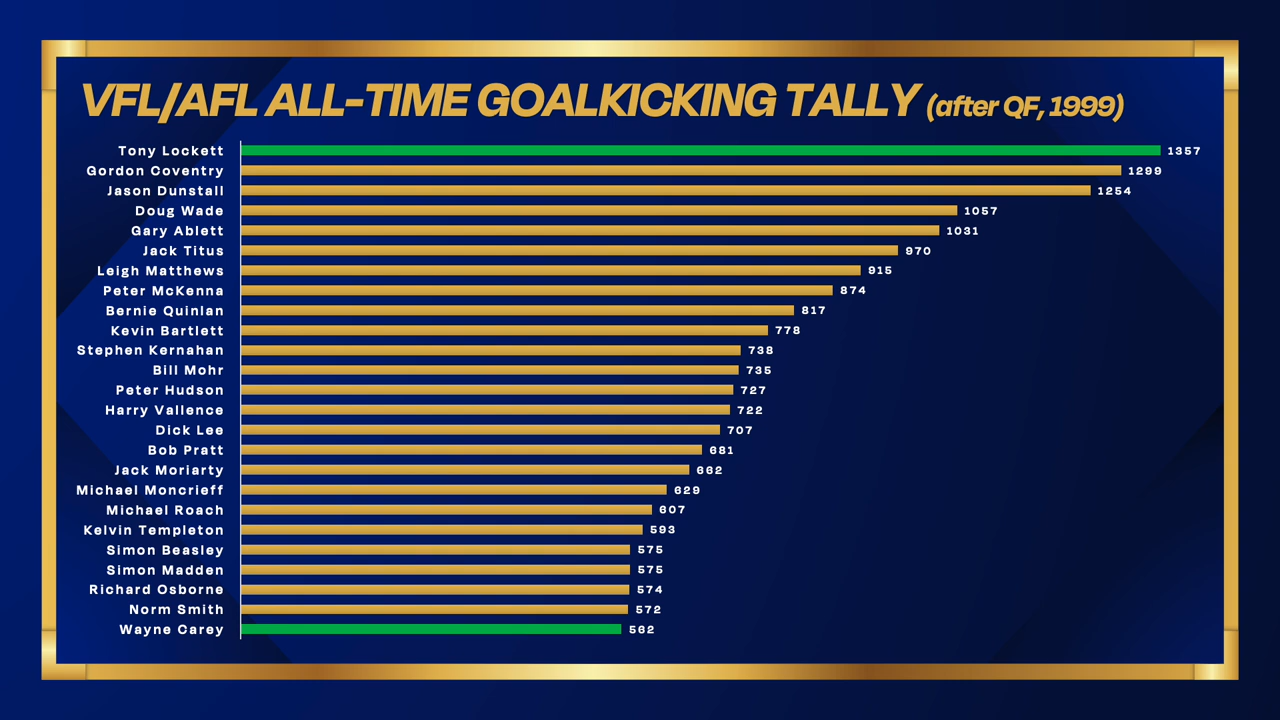 VFL/AFL ALL-TIME GOALKICKING TALLY (after QF, 1999)
Tony Lockett 1357
Gordon Coventry 1299
Jason Dunstall 1254
Doug Wade 1057
Gary Ablett 1031
Jack Titus 970
Leigh Matthews 915
Peter McKenna 874
Bernie Quinlan 817
Kevin Bartlett 778
Stephen Kernahan 738
Bill Mohr 735
Peter Hudson 727
Harry Vallence 722
Dick Lee 707
Bob Pratt 681
Jack Moriarty 662
Michael Moncrieff 629
Michael Roach 607
Kelvin Templeton 593
Simon Beasley 575
Simon Madden 575
Richard Osborne 574
Norm Smith 572
Wayne Carey 562